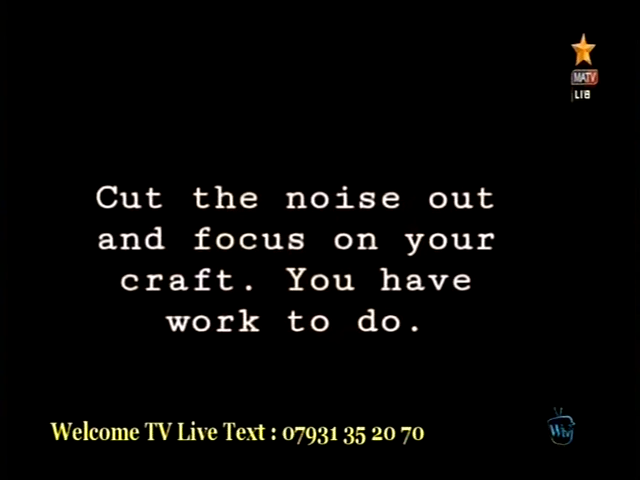 MATV
Cut the noise out
and focus on your
craft. You have
work to do.
Welcome TV Live Text : 07931 35 20 70